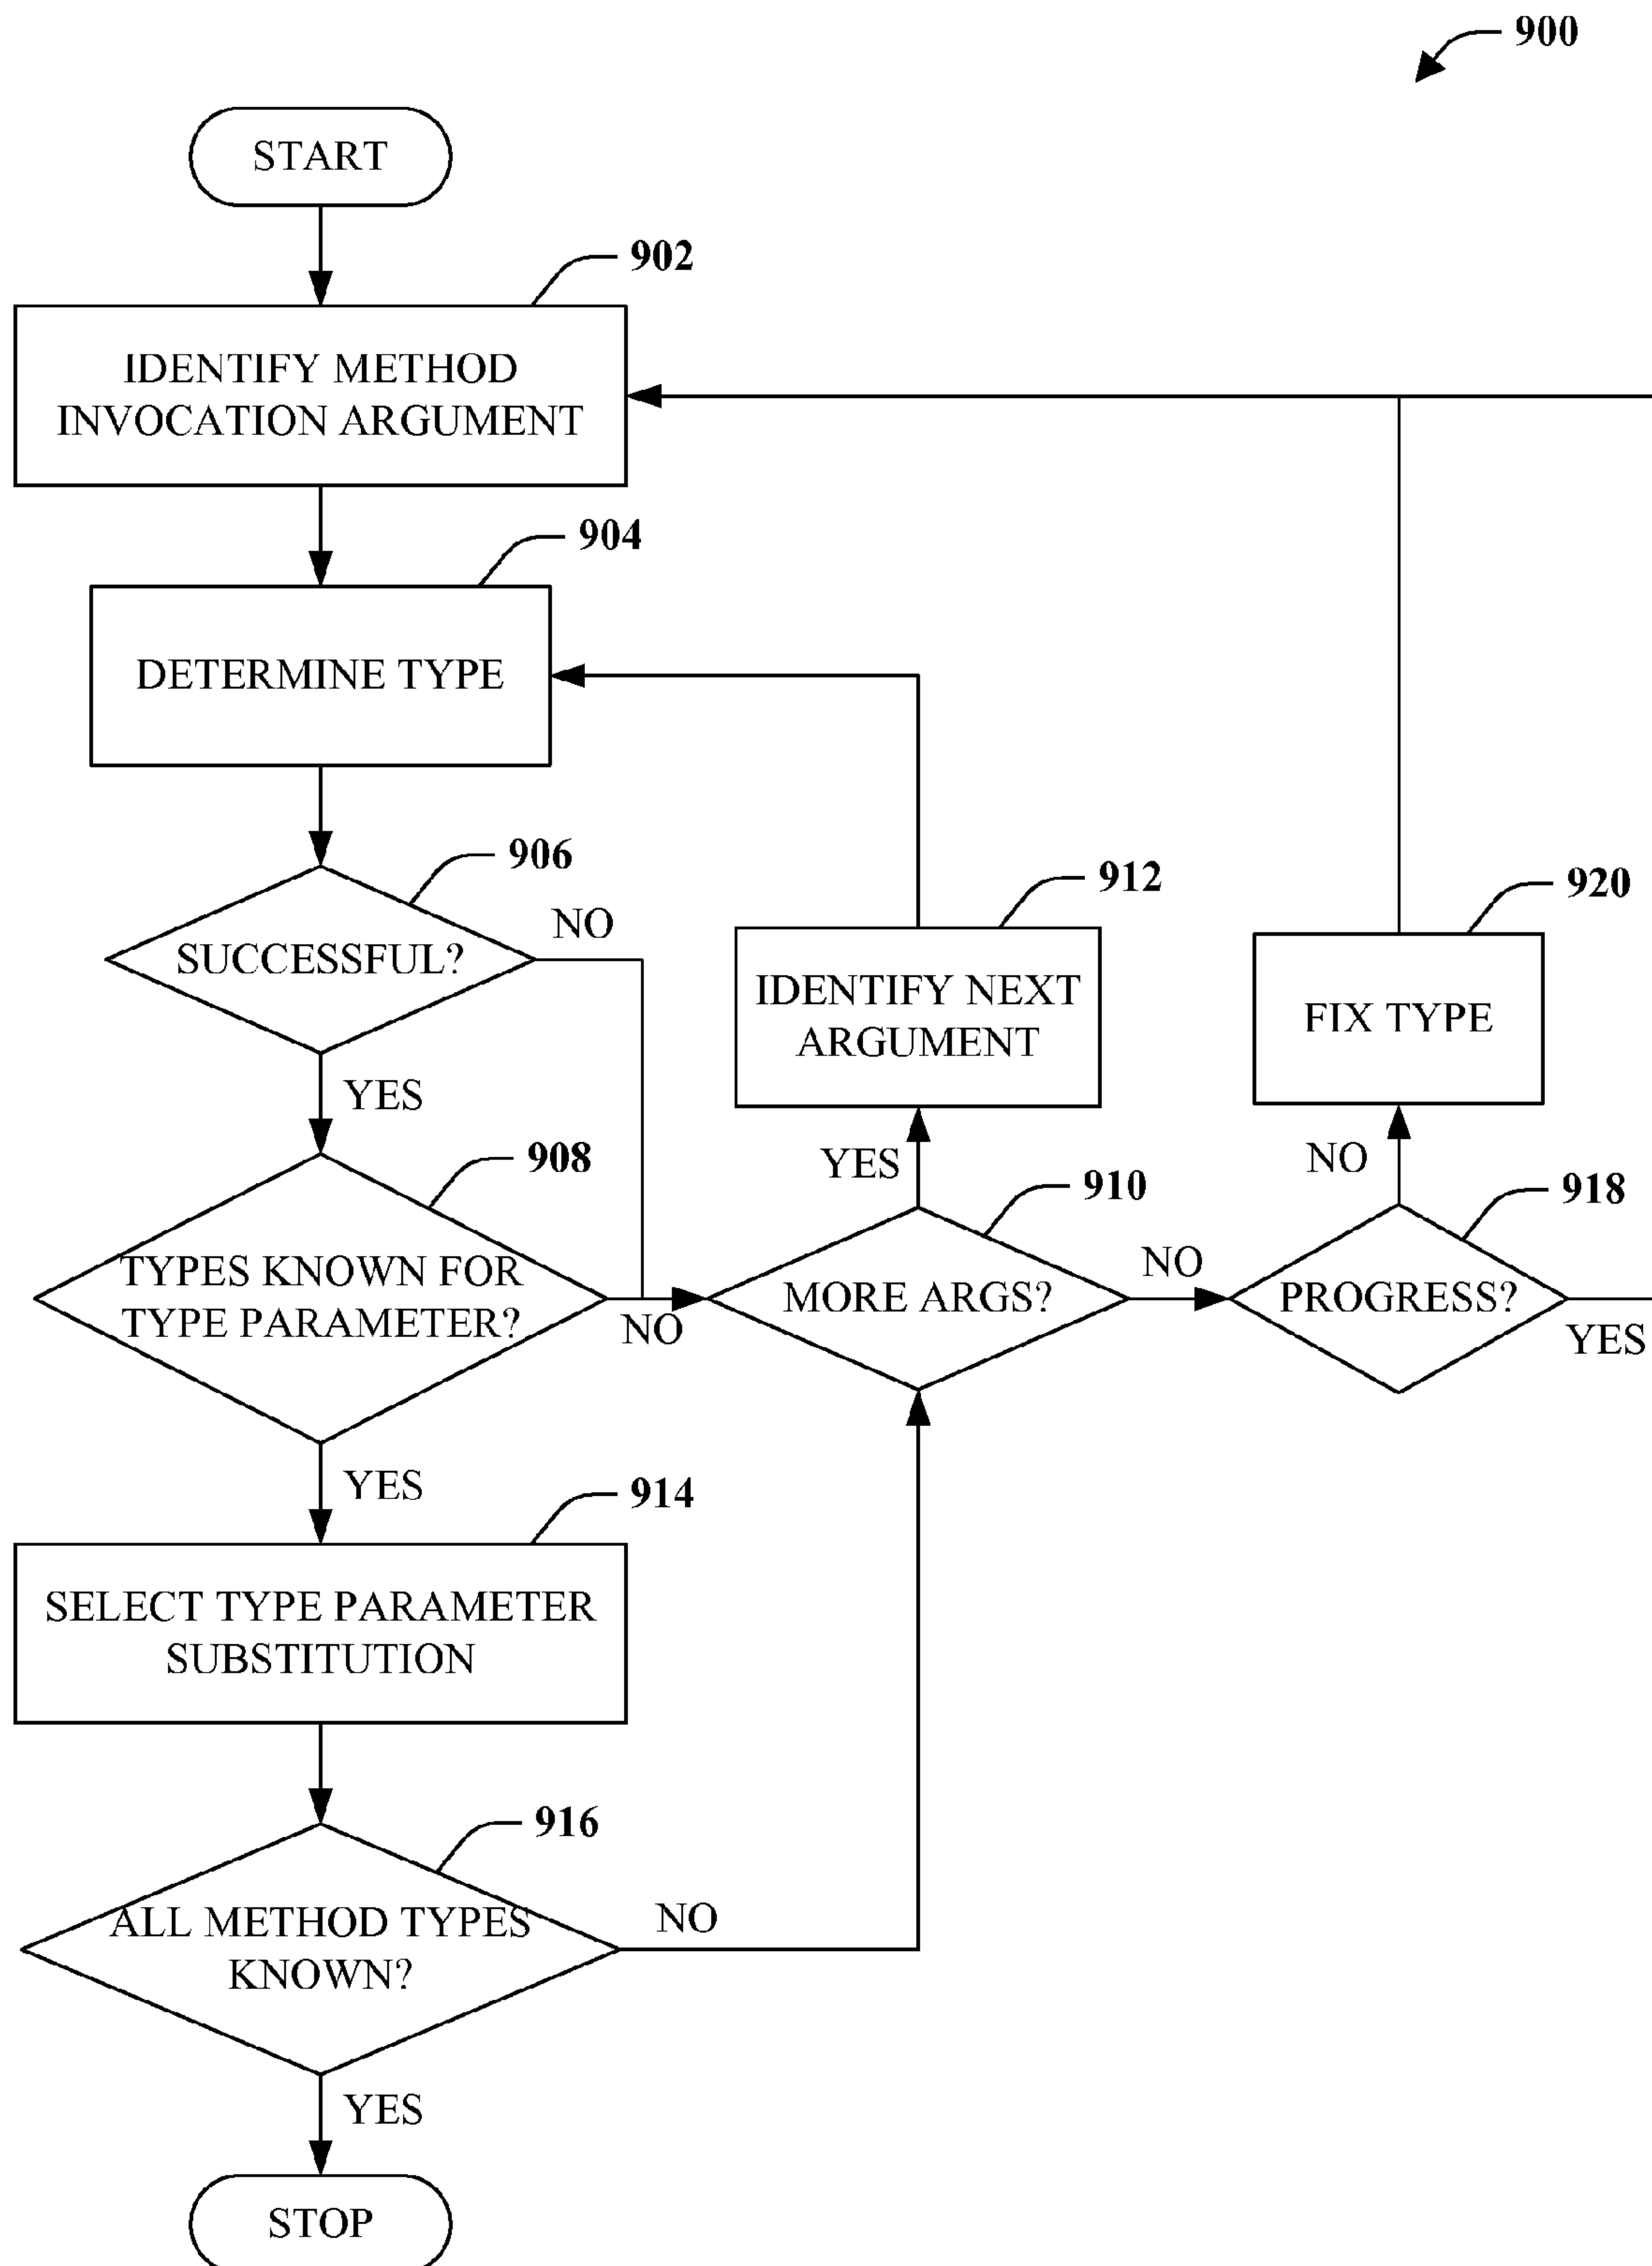 900
START
902
IDENTIFY METHOD
INVOCATION ARGUMENT
904
DETERMINE TYPE
906
NO
SUCCESSFUL?
YES
912
IDENTIFY NEXT
ARGUMENT
920
FIX TYPE
908
TYPES KNOWN FOR
TYPE PARAMETER?
NO
YES
910
MORE ARGS?
NO
NO
918
PROGRESS?
YES
YES
914
SELECT TYPE PARAMETER
SUBSTITUTION
916
ALL METHOD TYPES
KNOWN?
NO
YES
STOP